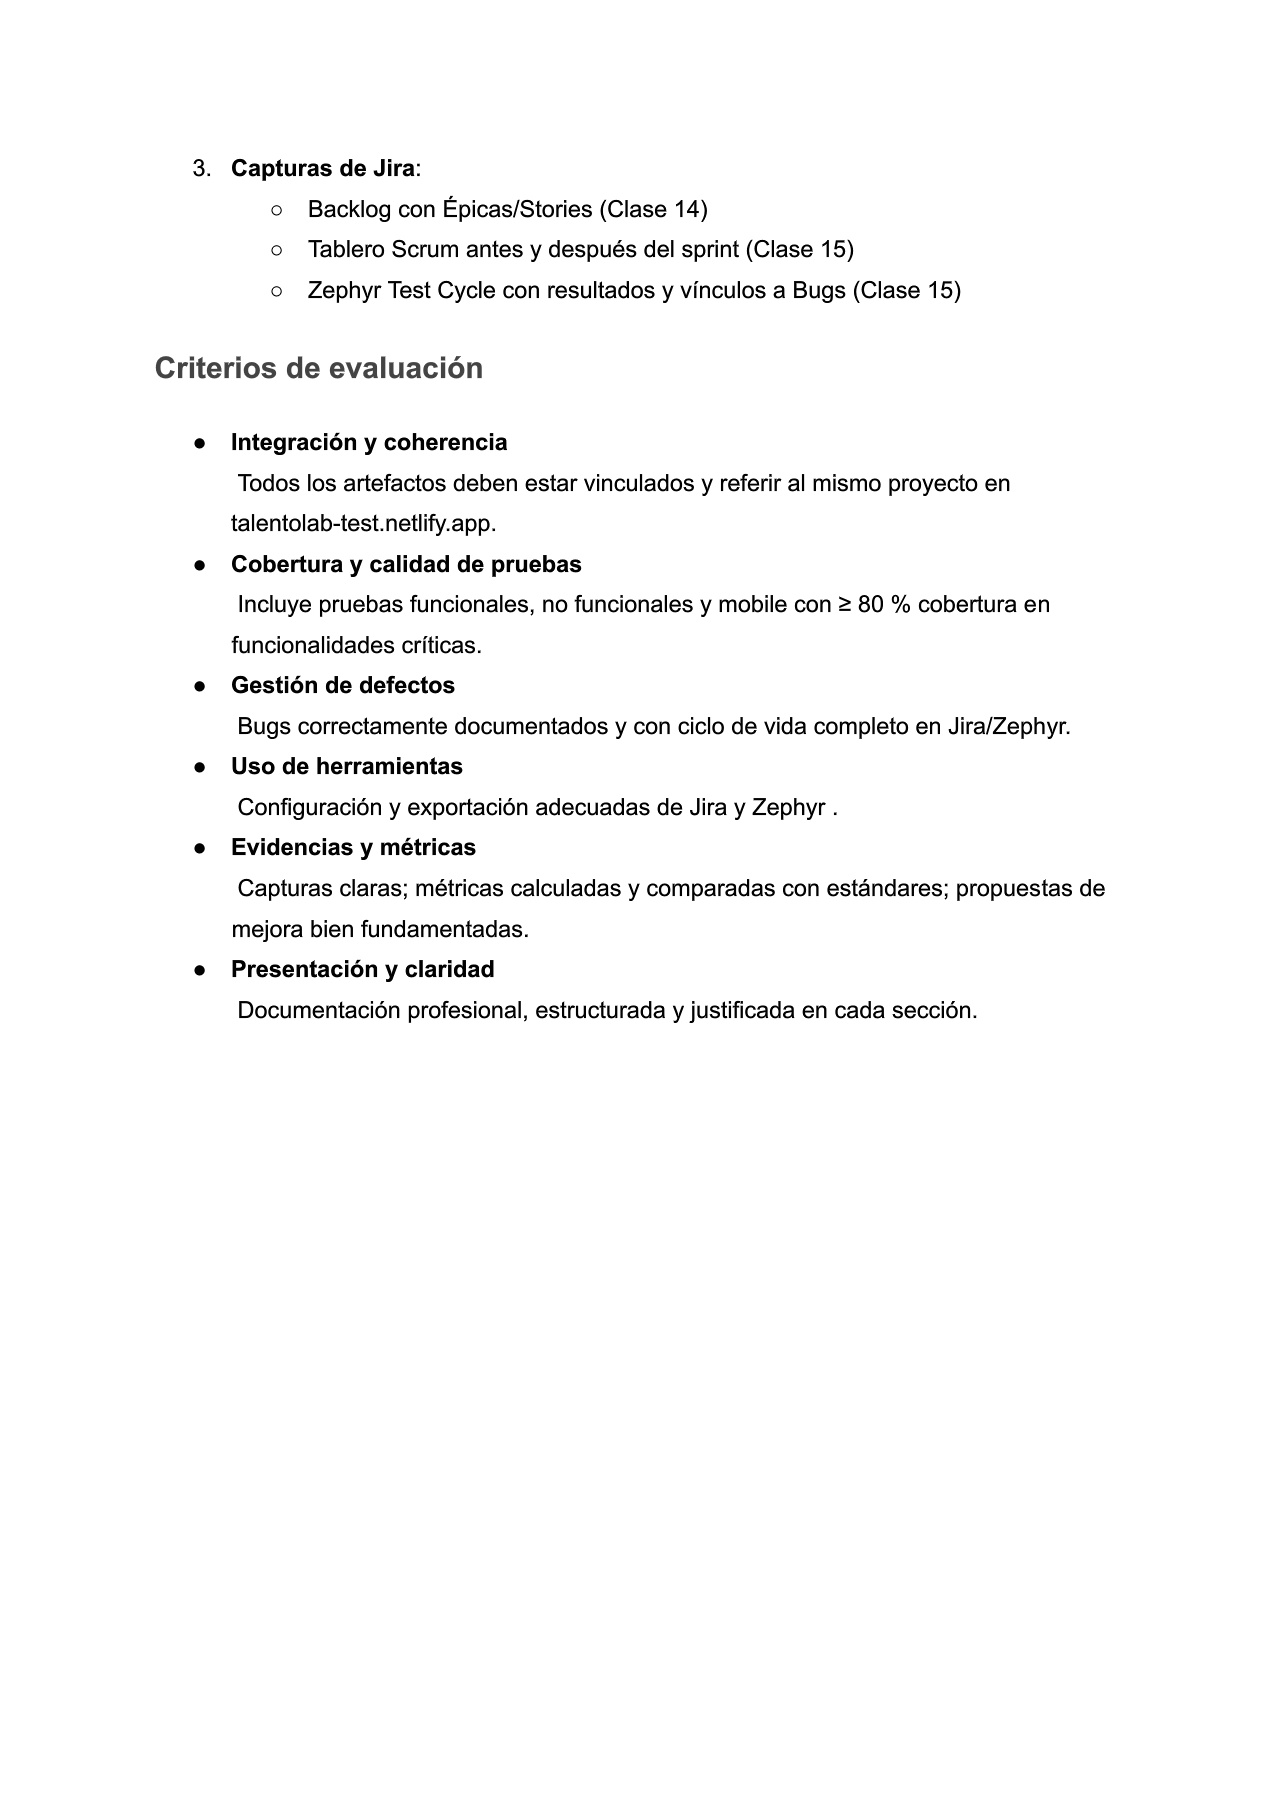 3. Capturas de Jira:
○ Backlog con Épicas/Stories (Clase 14)
○ Tablero Scrum antes y después del sprint (Clase 15)
○ Zephyr Test Cycle con resultados y vínculos a Bugs (Clase 15)
Criterios de evaluación
● Integración y coherencia
Todos los artefactos deben estar vinculados y referir al mismo proyecto en
talentolab-test.netlify.app.
● Cobertura y calidad de pruebas
Incluye pruebas funcionales, no funcionales y mobile con ≥ 80 % cobertura en
funcionalidades críticas.
● Gestión de defectos
Bugs correctamente documentados y con ciclo de vida completo en Jira/Zephyr.
● Uso de herramientas
Configuración y exportación adecuadas de Jira y Zephyr .
● Evidencias y métricas
Capturas claras; métricas calculadas y comparadas con estándares; propuestas de
mejora bien fundamentadas.
● Presentación y claridad
Documentación profesional, estructurada y justificada en cada sección.